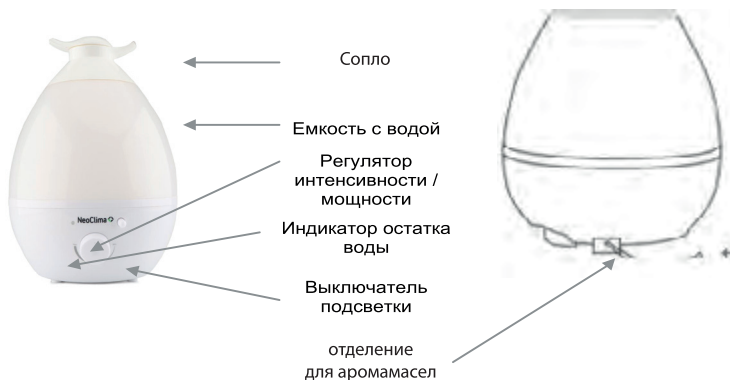 Сопло
Емкость с водой
Регулятор
интенсивности /
мощности
NeoClima
Индикатор остатка
воды
Выключатель
подсветки
отделение
для аромамасел